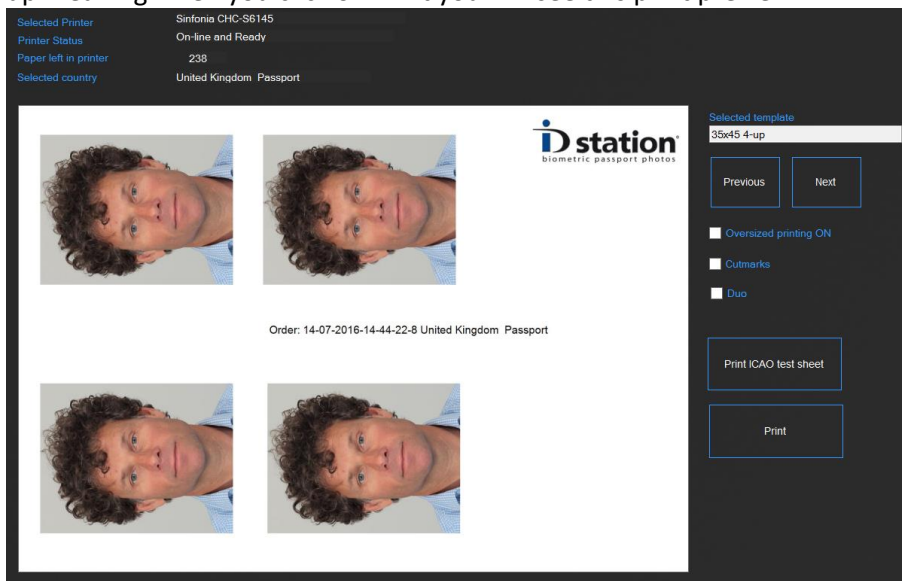 Selected Printer Sinfonia CHC-S6145
Printer Status On-line and Ready
Paper left in printer 238
Selected country United Kingdom Passport
Selected template
35x45 4-up
iD station
biometric passport photos
Previous Next
Oversized printing ON
Cutmarks
Duo
Order: 14-07-2016-14-44-22-8 United Kingdom Passport
Print ICAO test sheet
Print